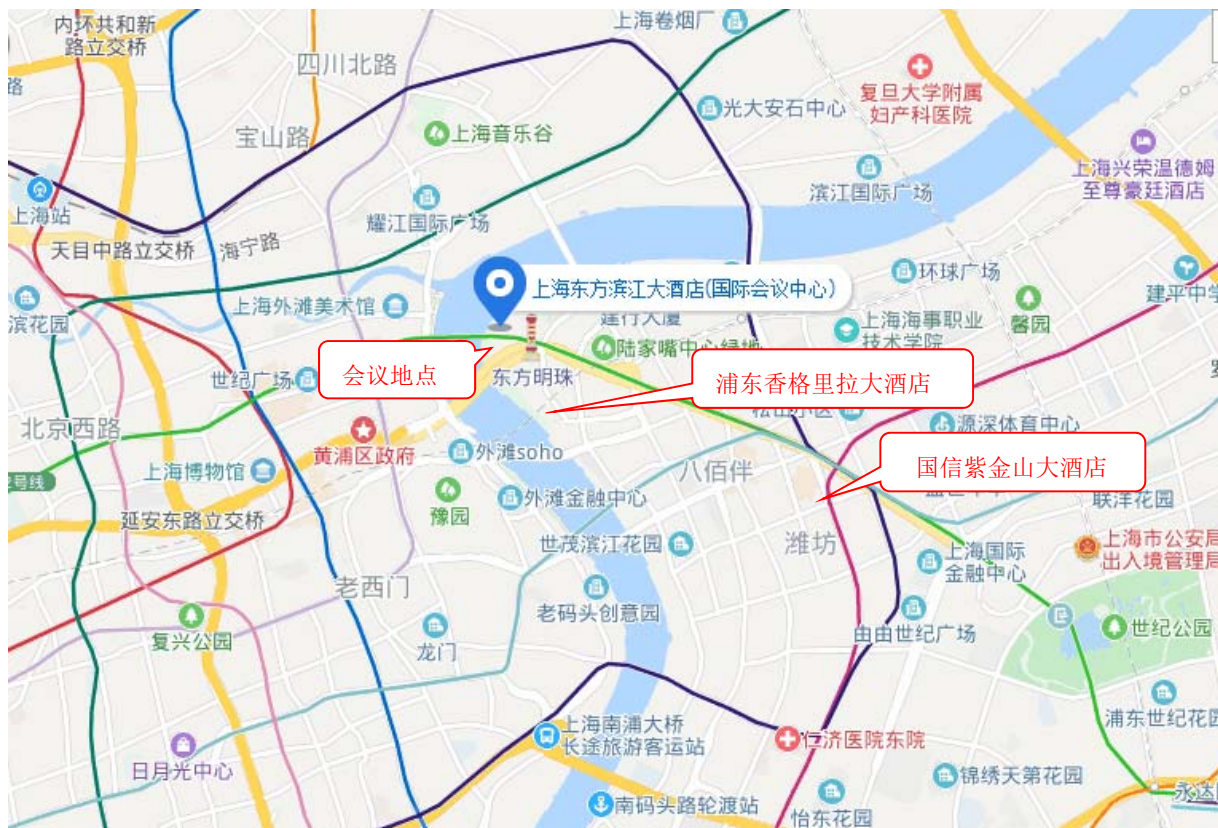 内环共和新
路立交桥
上海卷烟厂
四川北路
路
复旦大学附属
妇产科医院
光大安石中心
宝山路
上海音乐谷
上海兴荣温德姆
至尊豪廷酒店
滨江国际广场
上海站
耀江国际广场
天目中路立交桥
海宁路
环球广场
上海东方滨江大酒店(国际会议中心)
建平中学
滨花园
上海外滩美术馆
建行大厦
上海海事职业
技术学院
馨园
陆家嘴中心绿地
会议地点
东方明珠
浦东香格里拉大酒店
世纪广场
北京西路
源深体育中心
黄浦区政府
外滩soho
八佰伴
国信紫金山大酒店
上海博物馆
2号线
豫园
外滩金融中心
联洋花园
延安东路立交桥
世茂滨江花园
潍坊
上海国际
金融中心
上海市公安局
出入境管理局
老西门
老码头创意园
复兴公园
龙门
由由世纪广场
世纪公园
浦东世纪花园
上海南浦大桥
长途旅游客运站
仁济医院东院
日月光中心
锦绣天第花园
南码头路轮渡站
怡东花园
永达